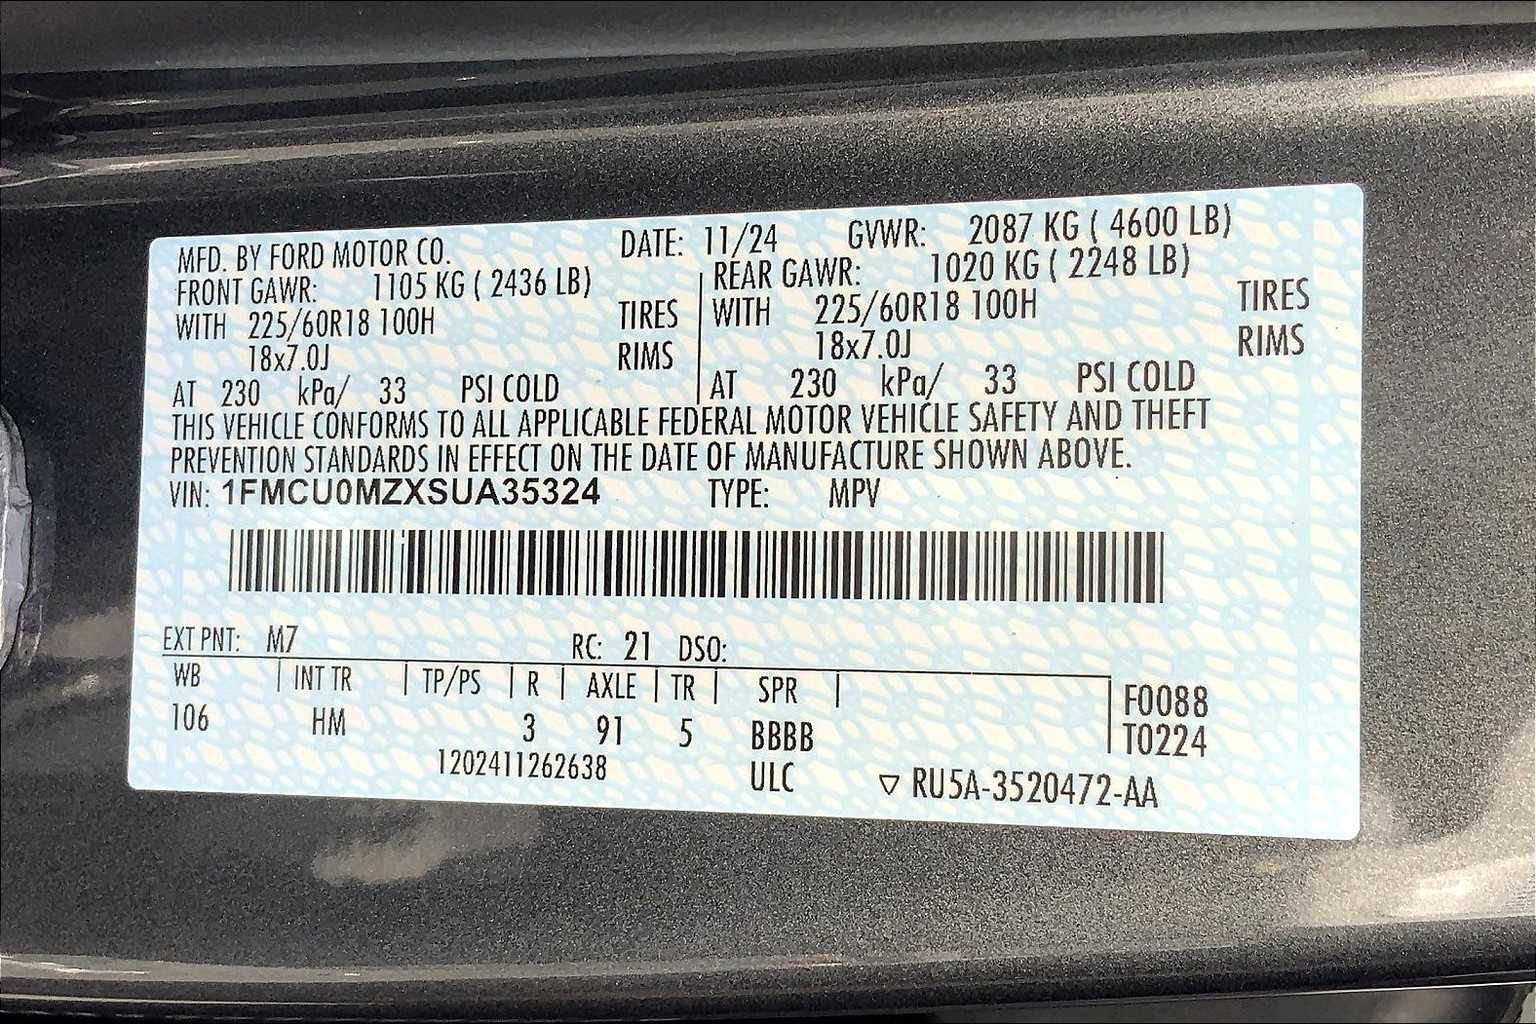 MFD. BY FORD MOTOR CO. DATE: 11/24 GVWR: 2087 KG ( 4600 LB)
FRONT GAWR: 1105 KG ( 2436 LB) REAR GAWR: 1020 KG ( 2248 LB)
WITH 225/60R18 100H TIRES WITH 225/60R18 100H TIRES
18x7.0J RIMS 18x7.0J RIMS
AT 230 kPa/ 33 PSI COLD AT 230 kPa/ 33 PSI COLD
THIS VEHICLE CONFORMS TO ALL APPLICABLE FEDERAL MOTOR VEHICLE SAFETY AND THEFT
PREVENTION STANDARDS IN EFFECT ON THE DATE OF MANUFACTURE SHOWN ABOVE.
VIN: 1FMCU0MZXSUA35324 TYPE: MPV
EXT PNT: M7 RC: 21 DSO:
WB INT TR TP/PS R AXLE TR SPR
106 HM 3 91 5 BBBB
F0088
T0224
1202411262638 ULC ▽ RU5A-3520472-AA